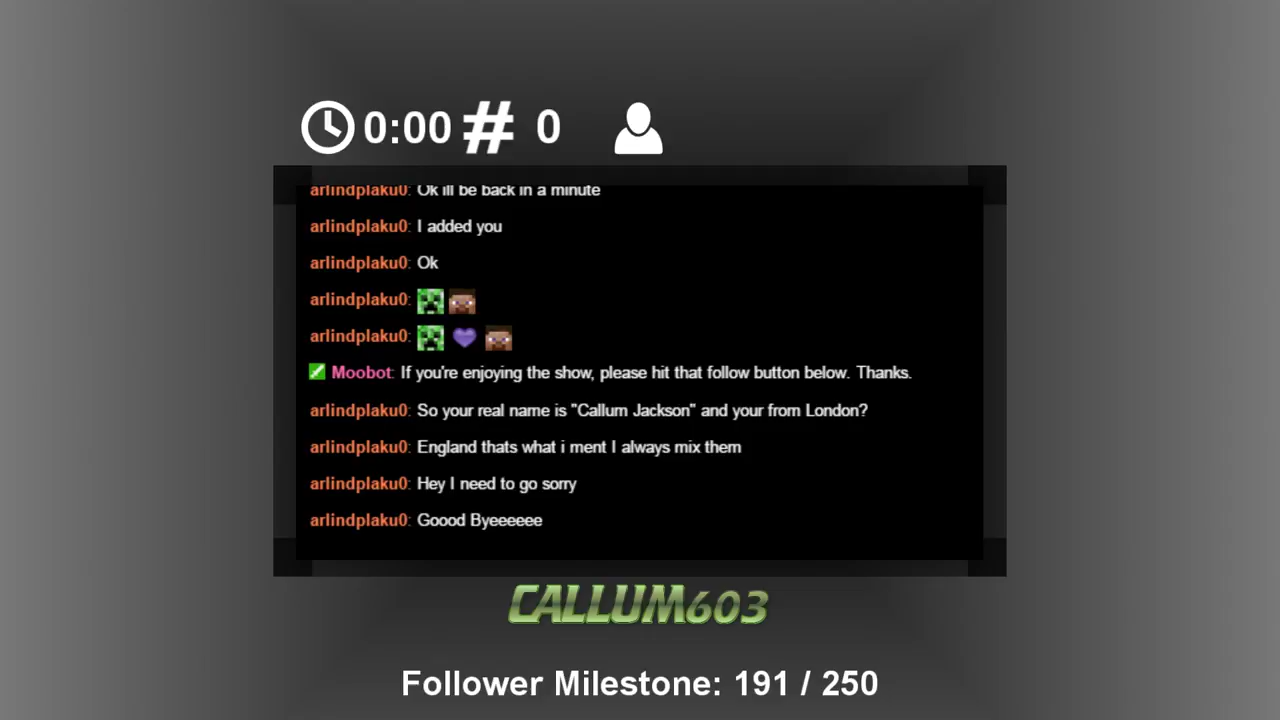 0:00 # 0
arlindplaku0: Ok ill be back in a minute
arlindplaku0: I added you
arlindplaku0: Ok
arlindplaku0:
arlindplaku0:
Moobot: If you're enjoying the show, please hit that follow button below. Thanks.
arlindplaku0: So your real name is "Callum Jackson" and your from London?
arlindplaku0: England thats what i ment I always mix them
arlindplaku0: Hey I need to go sorry
arlindplaku0: Goood Byeeeeee
CALLUM603
Follower Milestone: 191 / 250